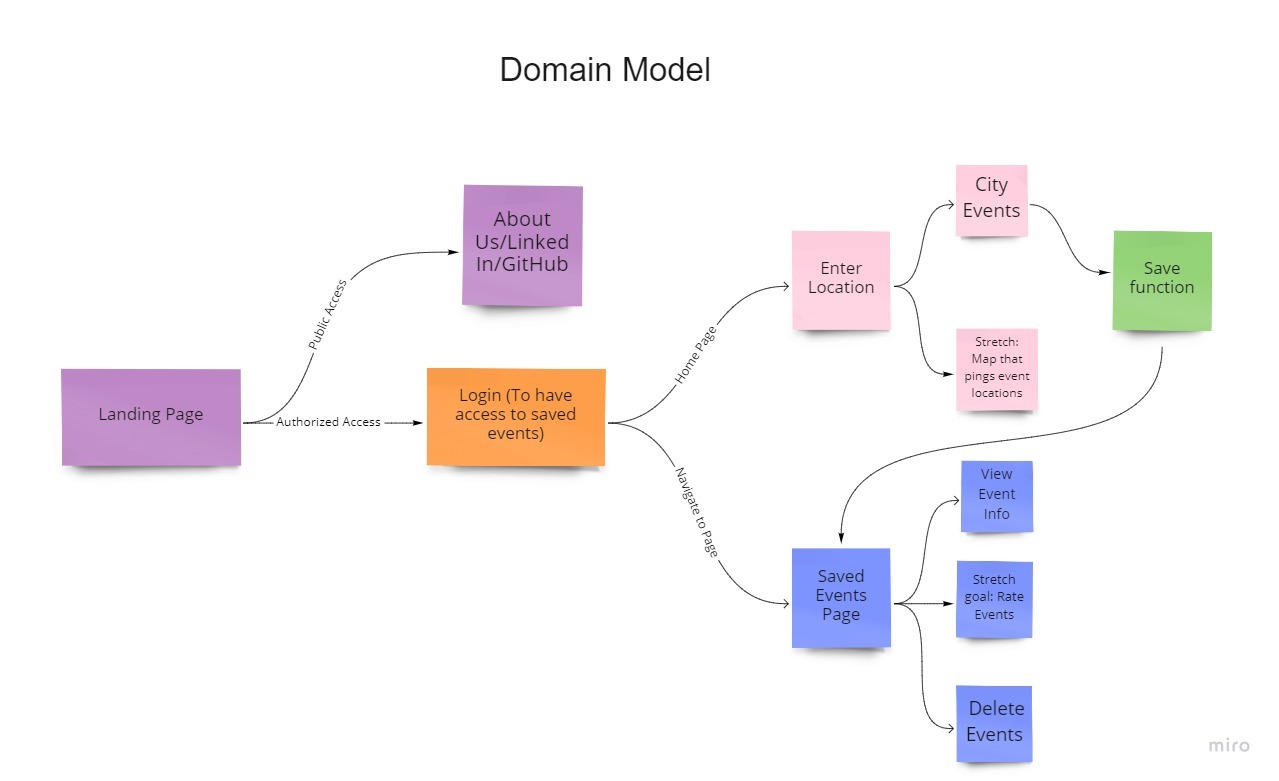 Domain Model
About
Us/Linked
In/GitHub
Public Access
Landing Page
Authorized Access
Login (To have
access to saved
events)
Home Page
Navigate to Page
Enter
Location
City
Events
Stretch:
Map that
pings event
locations
Save
function
Saved
Events
Page
View
Event
Info
Stretch
goal: Rate
Events
Delete
Events
miro